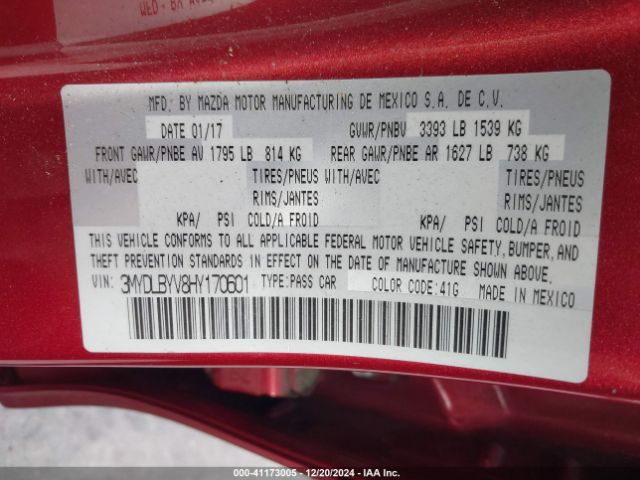 MFD. BY MAZDA MOTOR MANUFACTURING DE MEXICO S.A. DE C.V.
DATE 01/17 GVWR/PNBV 3393 LB 1539 KG
FRONT GAWR/PNBE AV 1795 LB 814 KG REAR GAWR/PNBE AR 1627 LB 738 KG
WITH/AVEC TIRES/PNEUS WITH/AVEC TIRES/PNEUS
RIMS/JANTES RIMS/JANTES
KPA/ PSI COLD/A FROID KPA/ PSI COLD/A FROID
THIS VEHICLE CONFORMS TO ALL APPLICABLE FEDERAL MOTOR VEHICLE SAFETY, BUMPER, AND
THEFT PREVENTION STANDARDS IN EFFECT ON THE DATE OF MANUFACTURE SHOWN ABOVE.
VIN: 3MYDLBYV8HY170601 TYPE: PASS CAR COLOR CODE: 41G MADE IN MEXICO
000-41173005 | 12/20/2024 - IAAI.com